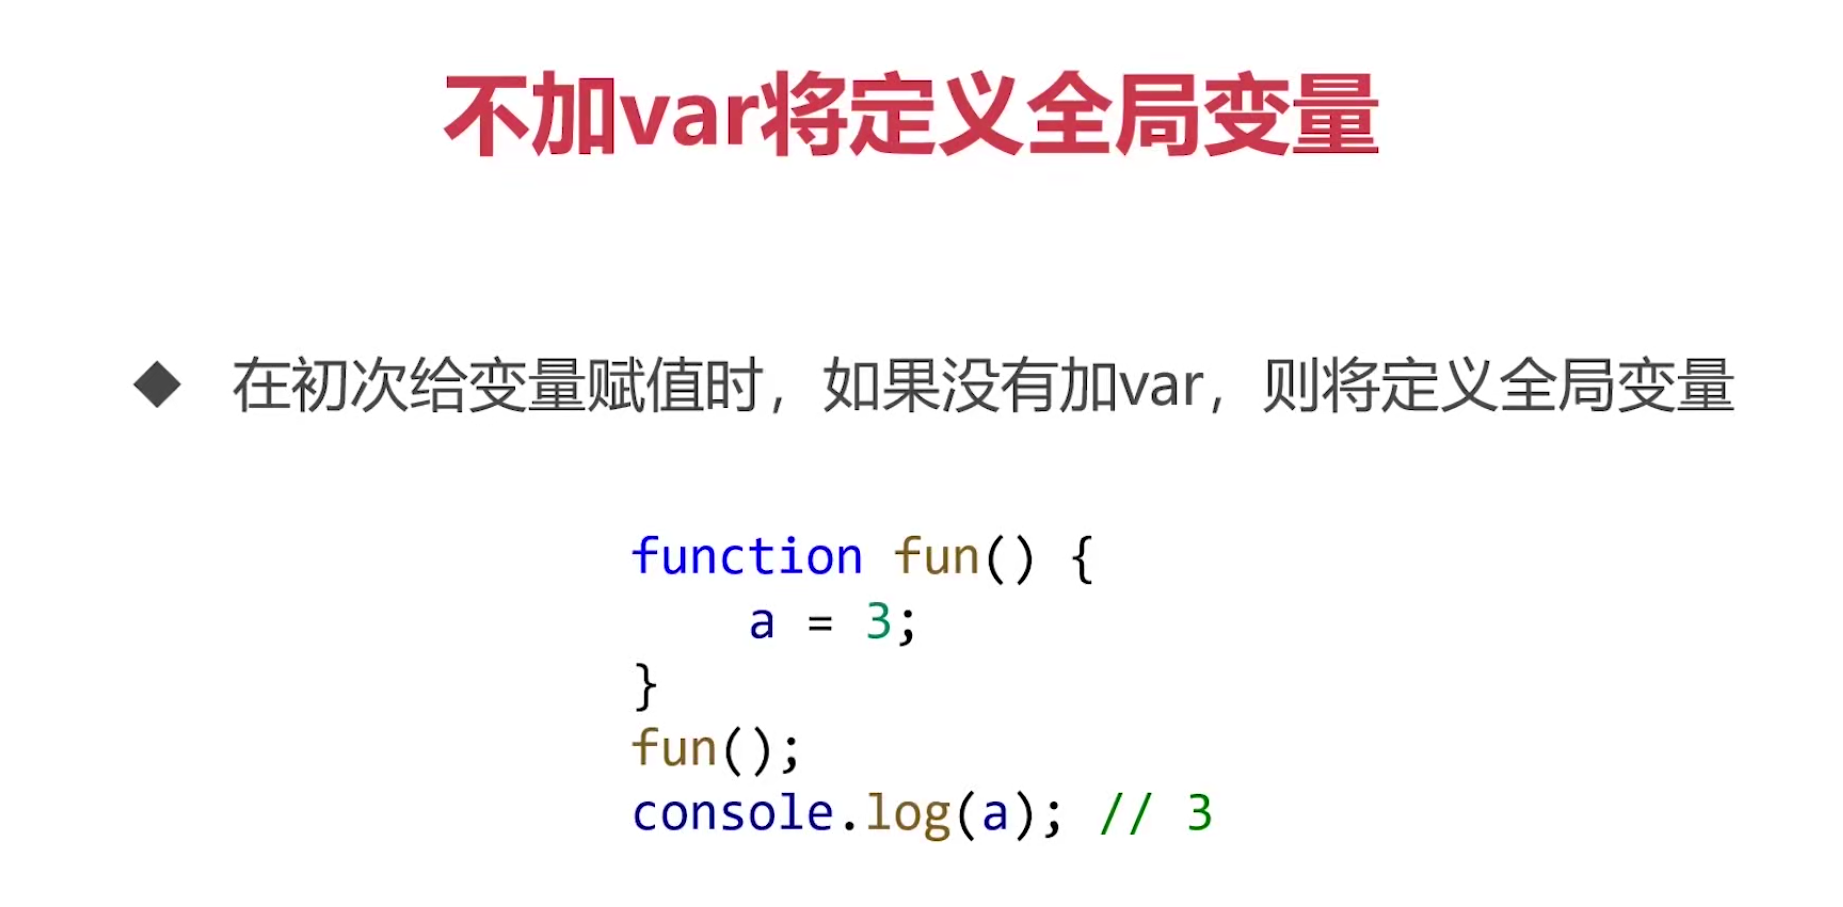 不加var将定义全局变量
◆ 在初次给变量赋值时，如果没有加var，则将定义全局变量
function fun() {
    a = 3;
}
fun();
console.log(a); // 3